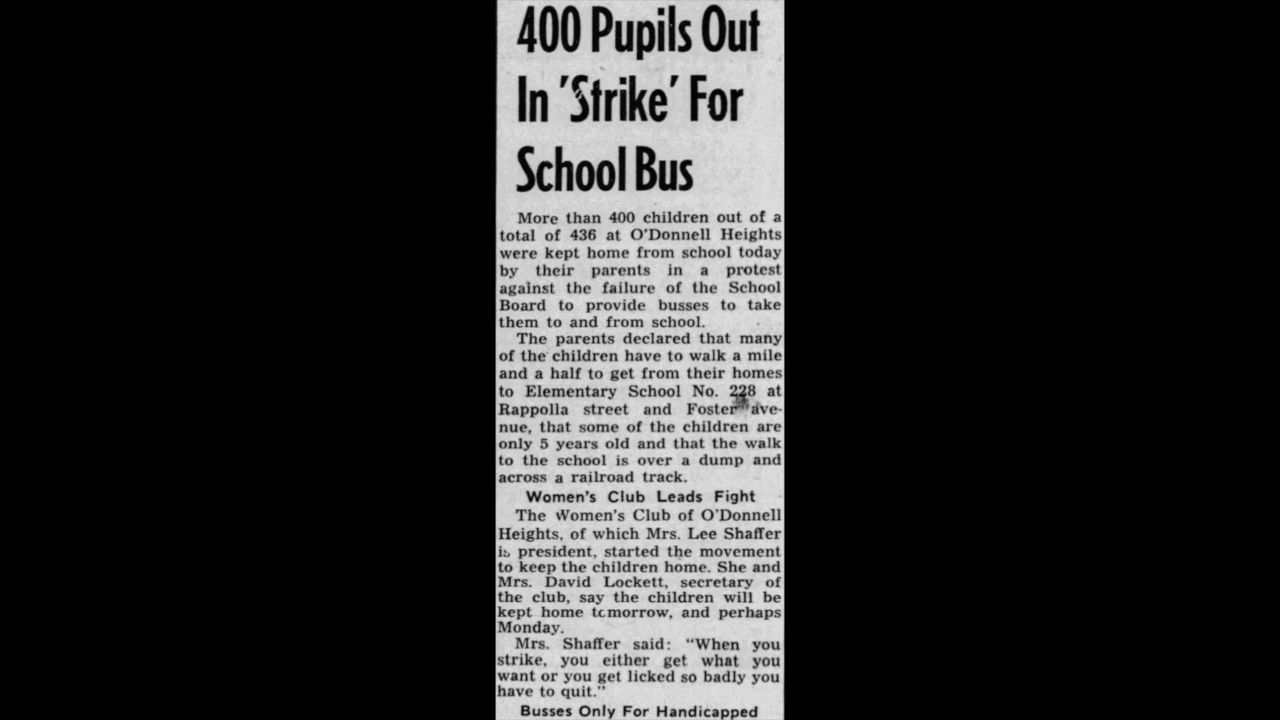 400 Pupils Out
In 'Strike' For
School Bus
More than 400 children out of a
total of 436 at O'Donnell Heights
were kept home from school today
by their parents in a protest
against the failure of the School
Board to provide busses to take
them to and from school.
The parents declared that many
of the children have to walk a mile
and a half to get from their homes
to Elementary School No. 228 at
Rappolla street and Foster ave-
nue, that some of the children are
only 5 years old and that the walk
to the school is over a dump and
across a railroad track.
Women's Club Leads Fight
The Women's Club of O'Donnell
Heights, of which Mrs. Lee Shaffer
is president, started the movement
to keep the children home. She and
Mrs. David Lockett, secretary of
the club, say the children will be
kept home tomorrow, and perhaps
Monday.
Mrs. Shaffer said: "When you
strike, you either get what you
want or you get licked so badly you
have to quit."
Busses Only For Handicapped